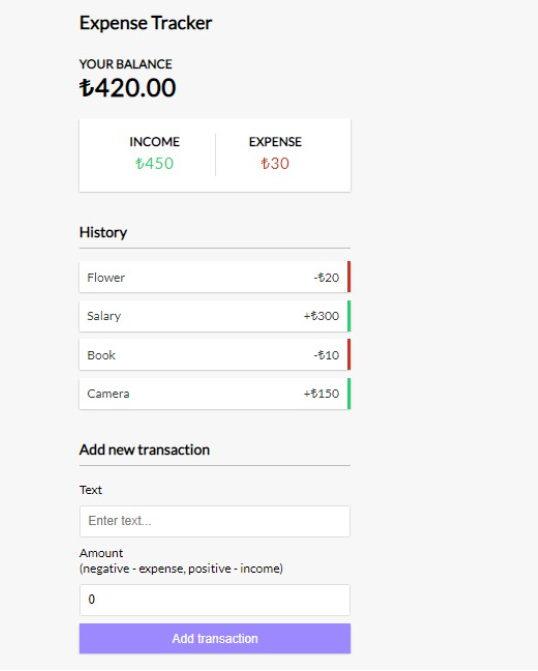 Expense Tracker
YOUR BALANCE
₺420.00
INCOME EXPENSE
₺450 ₺30
History
Flower -₺20
Salary +₺300
Book -₺10
Camera +₺150
Add new transaction
Text
Enter text...
Amount
(negative - expense, positive - income)
0
Add transaction